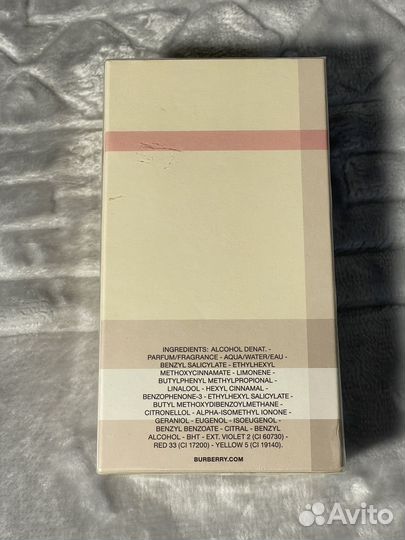 INGREDIENTS: ALCOHOL DENAT. -
PARFUM/FRAGRANCE - AQUA/WATER/EAU -
BENZYL SALICYLATE - ETHYLHEXYL
METHOXYCINNAMATE - LIMONENE -
BUTYLPHENYL METHYLPROPIONAL -
LINALOOL - HEXYL CINNAMAL -
BENZOPHENONE-3 - ETHYLHEXYL SALICYLATE -
BUTYL METHOXYDIBENZOYLMETHANE -
CITRONELLOL - ALPHA-ISOMETHYL IONONE -
GERANIOL - EUGENOL - ISOEUGENOL -
BENZYL BENZOATE - CITRAL - BENZYL
ALCOHOL - BHT - EXT. VIOLET 2 (CI 60730) -
RED 33 (CI 17200) - YELLOW 5 (CI 19140).
BURBERRY.COM
Avito